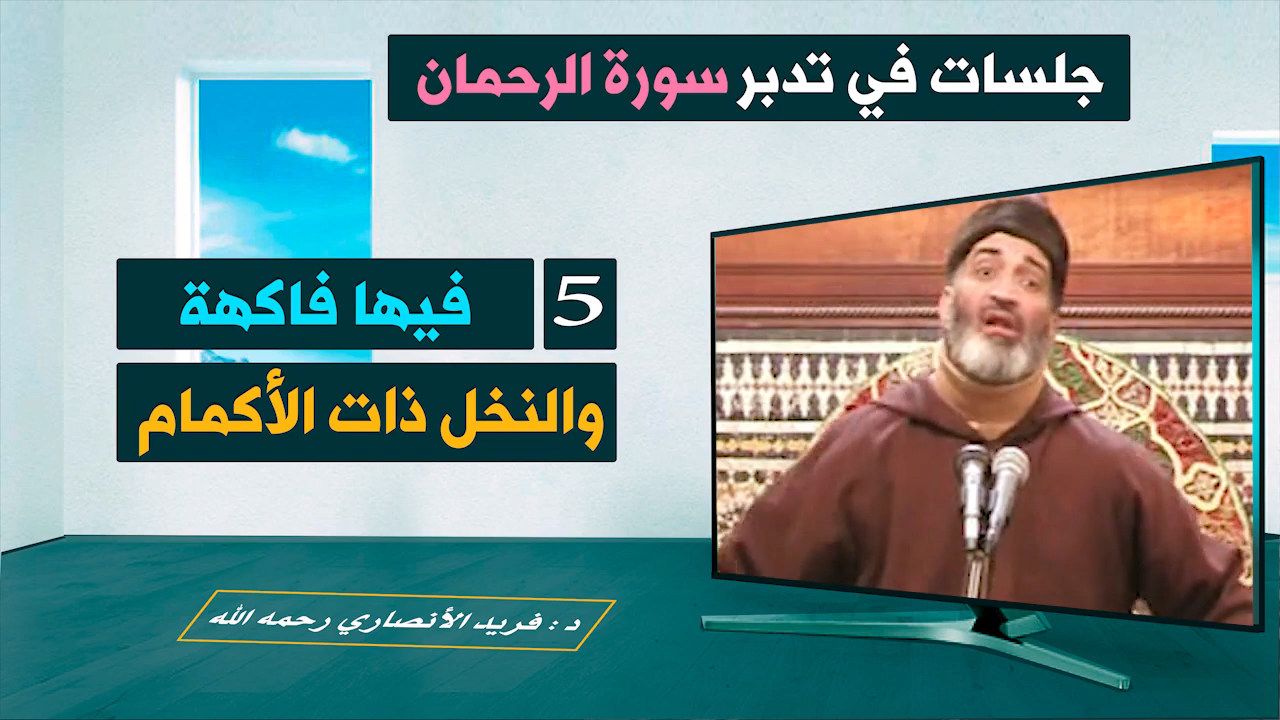 جلسات في تدبر سورة الرحمان
5 فيها فاكهة
والنخل ذات الأكمام
د : فريد الأنصاري رحمه الله